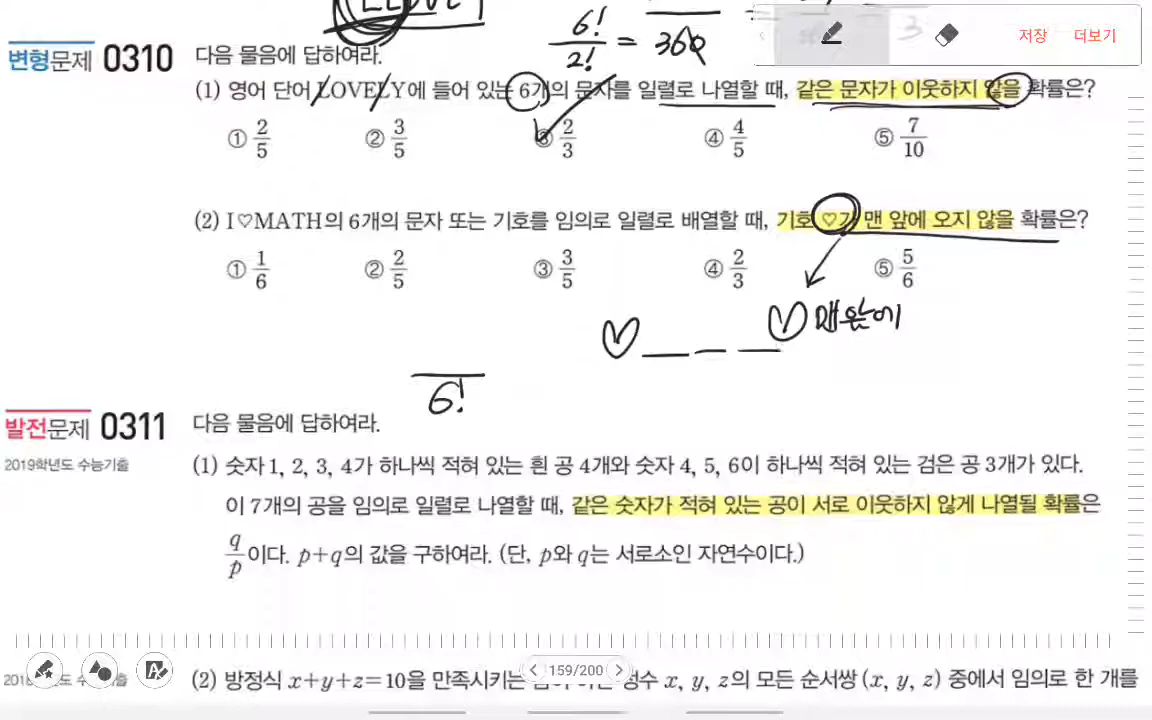 6!/2! = 360
3
저장 더보기
변형문제 0310 다음 물음에 답하여라.
(1) 영어 단어 LOVELY에 들어 있는 6개의 문자를 일렬로 나열할 때, 같은 문자가 이웃하지 않을 확률은?
① 2/5 ② 3/5 ③ 2/3 ④ 4/5 ⑤ 7/10
(2) I♡MATH의 6개의 문자 또는 기호를 임의로 일렬로 배열할 때, 기호 ♡가 맨 앞에 오지 않을 확률은?
① 1/6 ② 2/5 ③ 3/5 ④ 2/3 ⑤ 5/6
♡ 맨앞에
♡
6!
발전문제 0311 다음 물음에 답하여라.
2019학년도 수능기출 (1) 숫자 1, 2, 3, 4가 하나씩 적혀 있는 흰 공 4개와 숫자 4, 5, 6이 하나씩 적혀 있는 검은 공 3개가 있다.
이 7개의 공을 임의로 일렬로 나열할 때, 같은 숫자가 적혀 있는 공이 서로 이웃하지 않게 나열될 확률은
q/p이다. p+q의 값을 구하여라. (단, p와 q는 서로소인 자연수이다.)
159/200
(2) 방정식 x+y+z=10을 만족시키는 x, y, z의 모든 순서쌍 (x, y, z) 중에서 임의로 한 개를